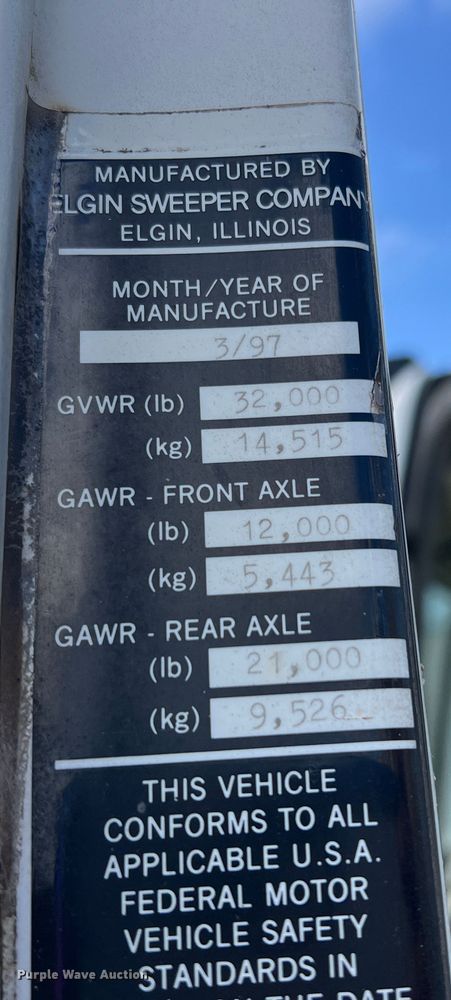 MANUFACTURED BY
ELGIN SWEEPER COMPANY
ELGIN, ILLINOIS
MONTH/YEAR OF
MANUFACTURE
3/97
GVWR (lb) 32,000
(kg) 14,515
GAWR - FRONT AXLE
(lb) 12,000
(kg) 5,443
GAWR - REAR AXLE
(lb) 21,000
(kg) 9,526
THIS VEHICLE
CONFORMS TO ALL
APPLICABLE U.S.A.
FEDERAL MOTOR
VEHICLE SAFETY
STANDARDS IN
THE DATE
Purple Wave Auction